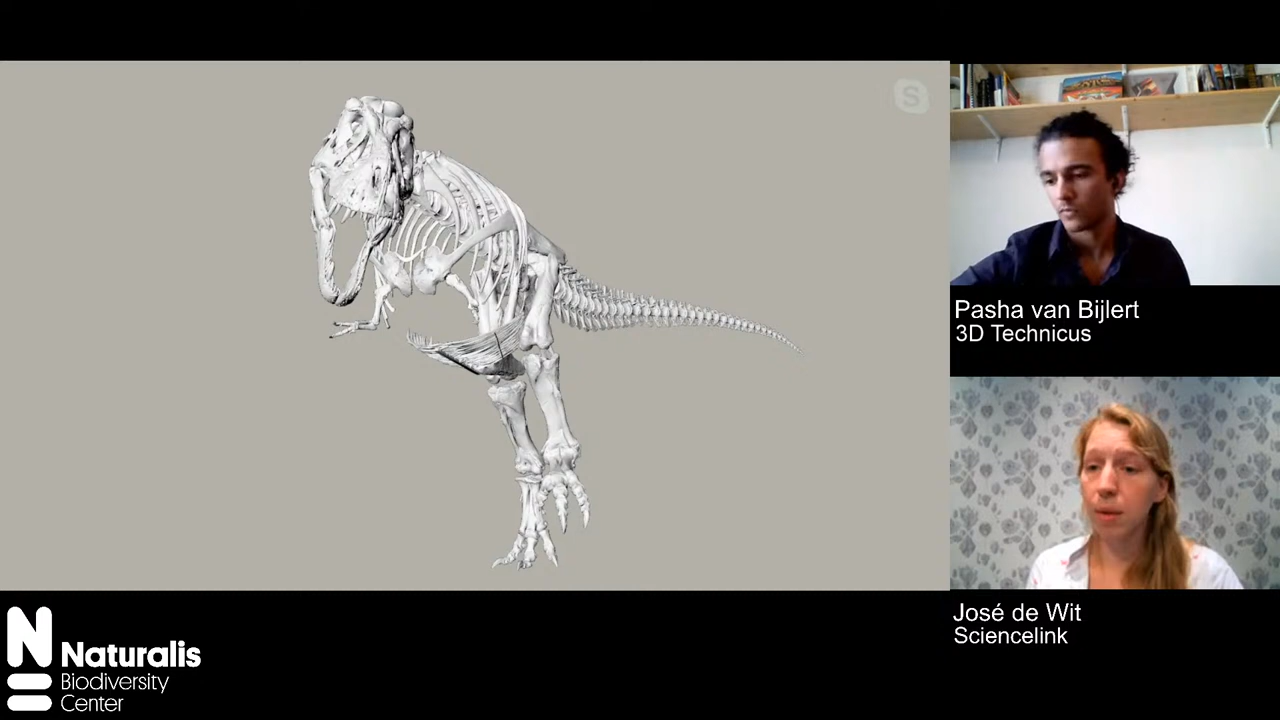 S
Pasha van Bijlert
3D Technicus
José de Wit
Sciencelink
Naturalis
Biodiversity
Center